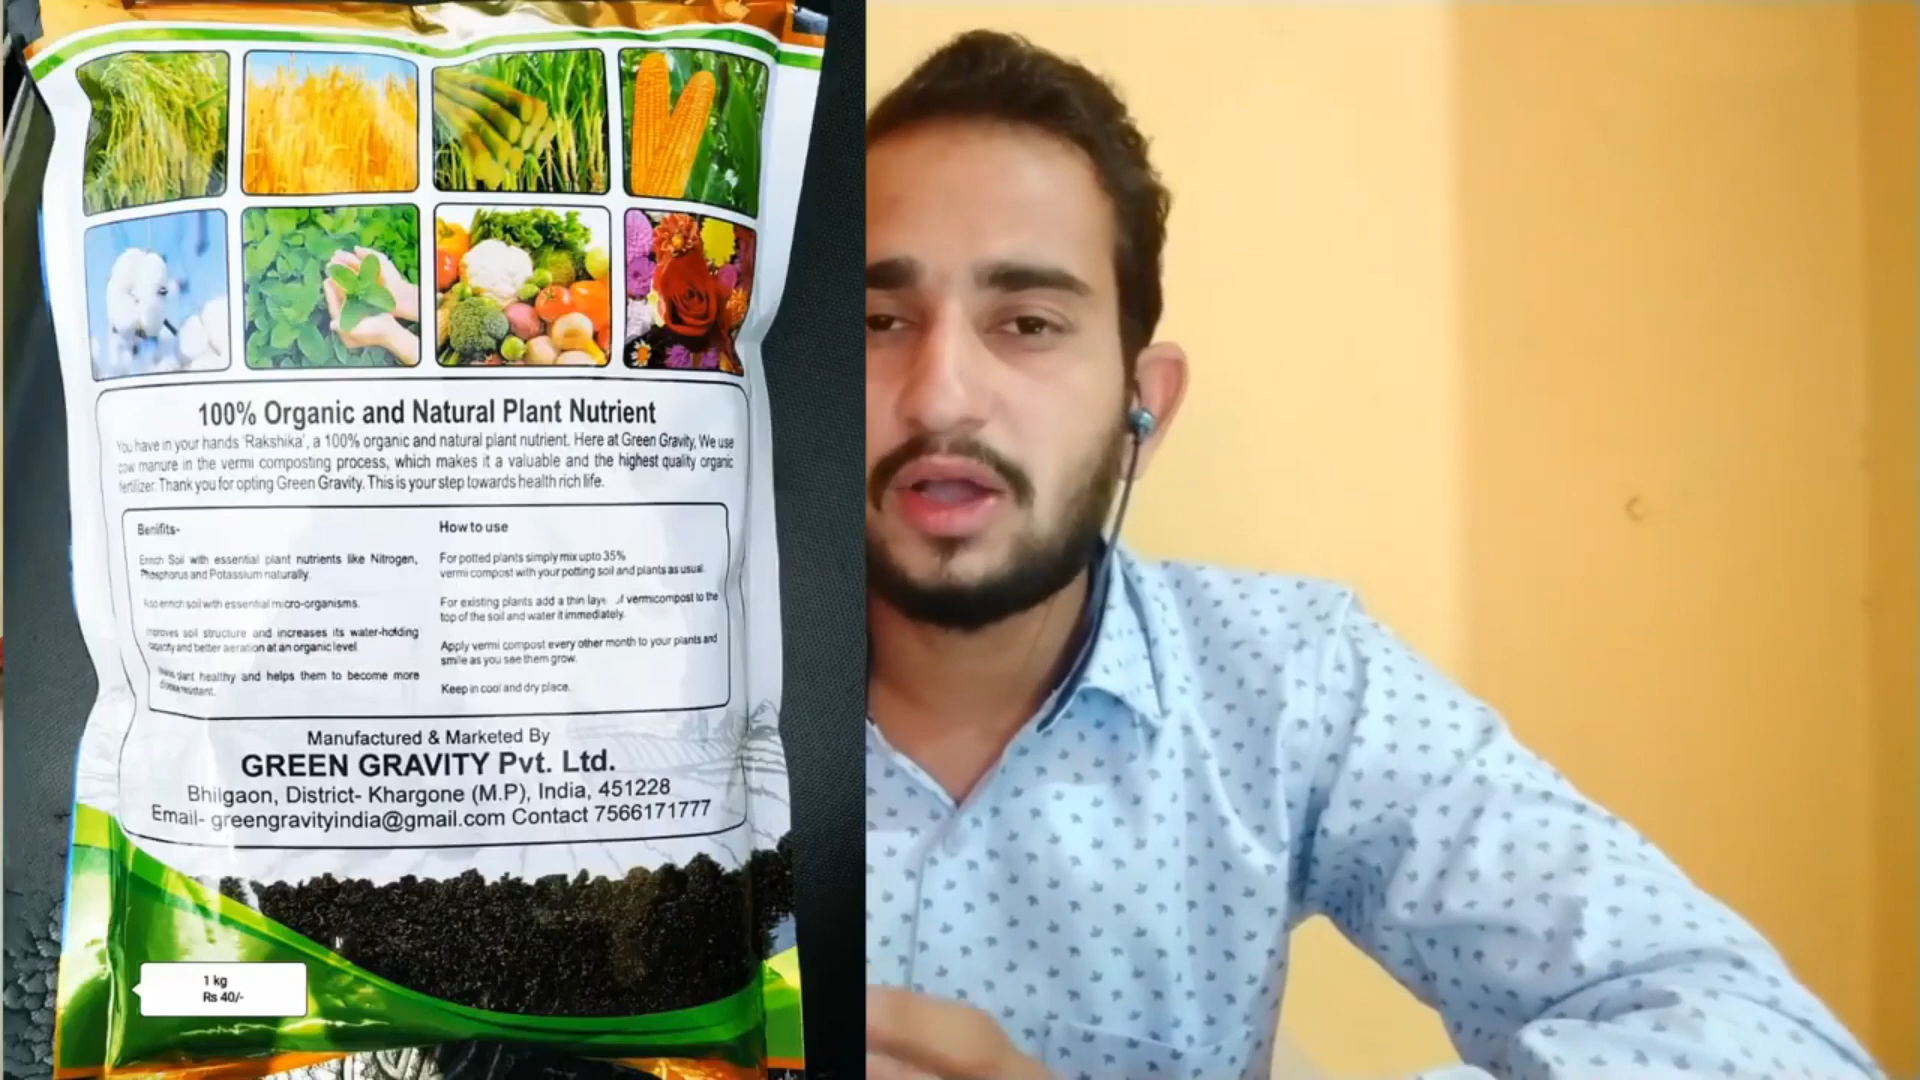 100% Organic and Natural Plant Nutrient
You have in your hands 'Rakshika', a 100% organic and natural plant nutrient. Here at Green Gravity, We use
cow manure in the vermi composting process, which makes it a valuable and the highest quality organic
fertilizer. Thank you for opting Green Gravity. This is your step towards health rich life.
Benifits-
Enrich Soil with essential plant nutrients like Nitrogen,
Phosphorus and Potassium naturally.
Also enrich soil with essential micro-organisms.
Improves soil structure and increases its water-holding
capacity and better aeration at an organic level.
plant healthy and helps them to become more
disease resistant.
How to use
For potted plants simply mix upto 35%
vermi compost with your potting soil and plants as usual.
For existing plants add a thin laye of vermicompost to the
top of the soil and water it immediately.
Apply vermi compost every other month to your plants and
smile as you see them grow.
Keep in cool and dry place.
Manufactured & Marketed By
GREEN GRAVITY Pvt. Ltd.
Bhilgaon, District- Khargone (M.P), India, 451228
Email- greengravityindia@gmail.com Contact 7566171777
1 kg
Rs 40/-